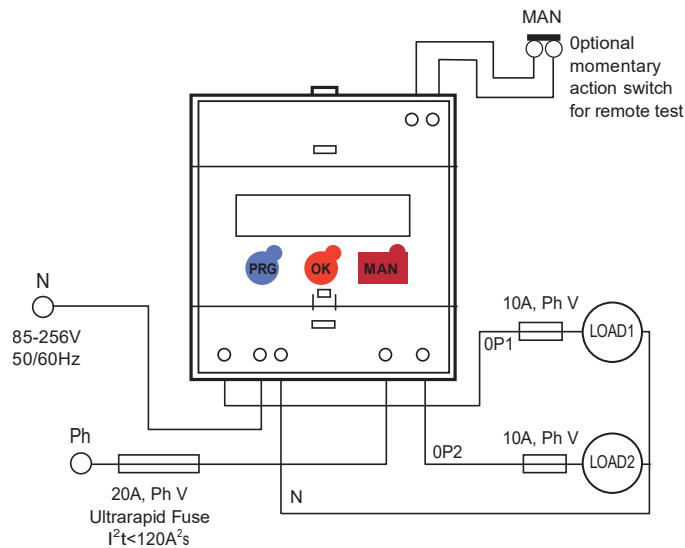 MAN
0ptional
momentary
action switch
for remote test
PRG
OK
MAN
N
85-256V
50/60Hz
10A, Ph V
LOAD1
0P1
Ph
10A, Ph V
0P2
LOAD2
20A, Ph V
N
Ultrarapid Fuse
I²t<120A²s